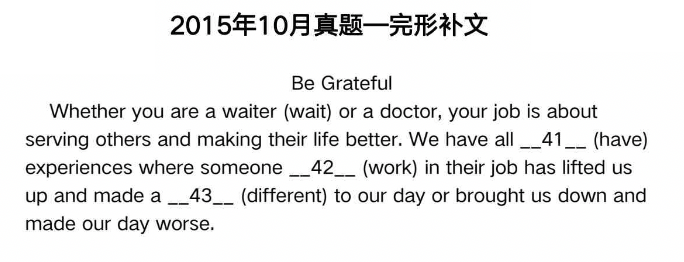 2015年10月真题—完形补文
Be Grateful
Whether you are a waiter (wait) or a doctor, your job is about
serving others and making their life better. We have all __41__ (have)
experiences where someone __42__ (work) in their job has lifted us
up and made a __43__ (different) to our day or brought us down and
made our day worse.